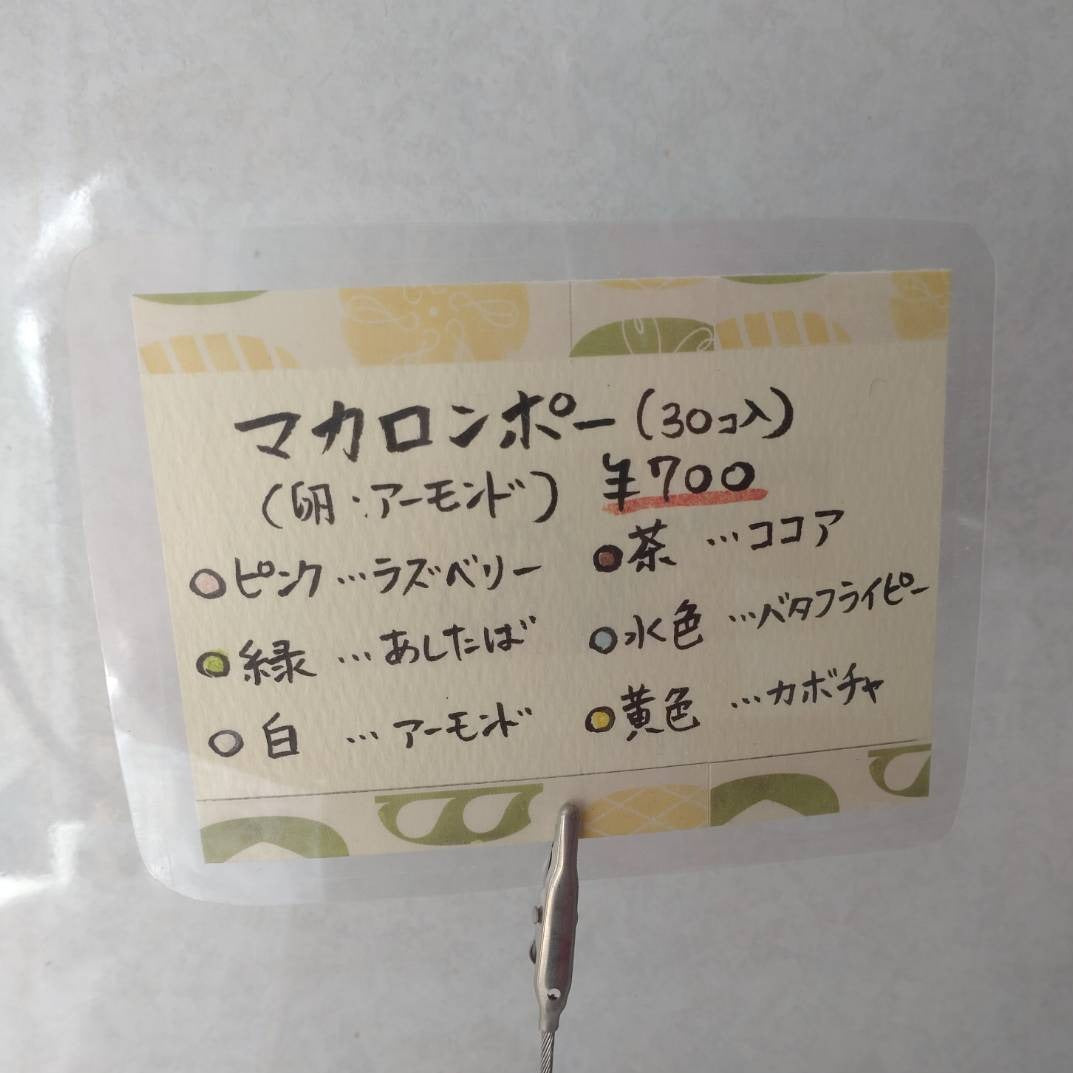 マカロンポー(30コ入)
(卵:アーモンド) ¥700
ピンク…ラズベリー
緑…あしたば
白…アーモンド
茶…ココア
水色…バタフライピー
黄色…カボチャ